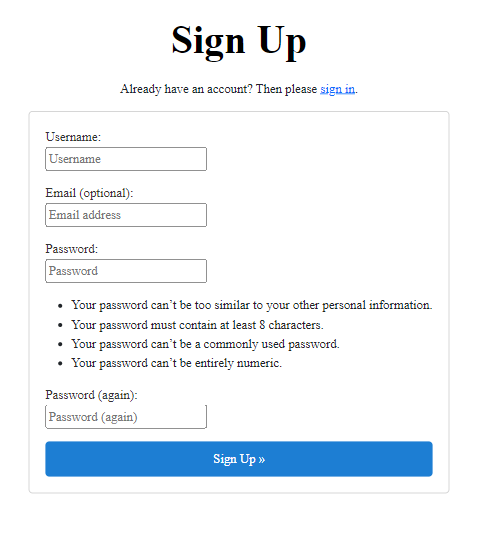 Sign Up
Already have an account? Then please sign in.
Username:
Username
Email (optional):
Email address
Password:
Password
• Your password can’t be too similar to your other personal information.
• Your password must contain at least 8 characters.
• Your password can’t be a commonly used password.
• Your password can’t be entirely numeric.
Password (again):
Password (again)
Sign Up »